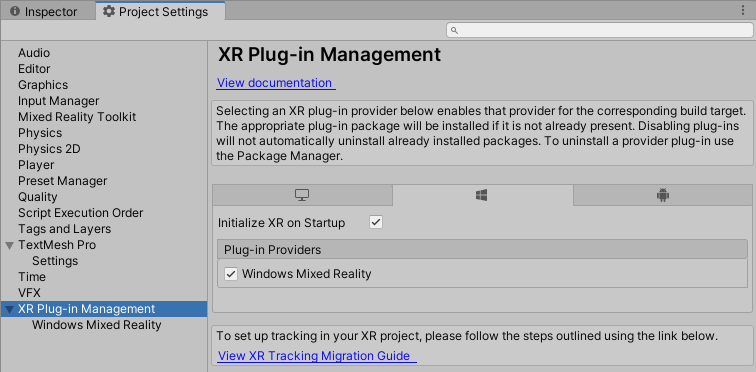 Inspector
Project Settings
Audio
Editor
Graphics
Input Manager
Mixed Reality Toolkit
Physics
Physics 2D
Player
Preset Manager
Quality
Script Execution Order
Tags and Layers
TextMesh Pro
Settings
Time
VFX
XR Plug-in Management
Windows Mixed Reality
XR Plug-in Management
View documentation
Selecting an XR plug-in provider below enables that provider for the corresponding build target.
The appropriate plug-in package will be installed if it is not already present. Disabling plug-ins
will not automatically uninstall already installed packages. To uninstall a provider plug-in use
the Package Manager.
Initialize XR on Startup
Plug-in Providers
Windows Mixed Reality
To set up tracking in your XR project, please follow the steps outlined using the link below.
View XR Tracking Migration Guide